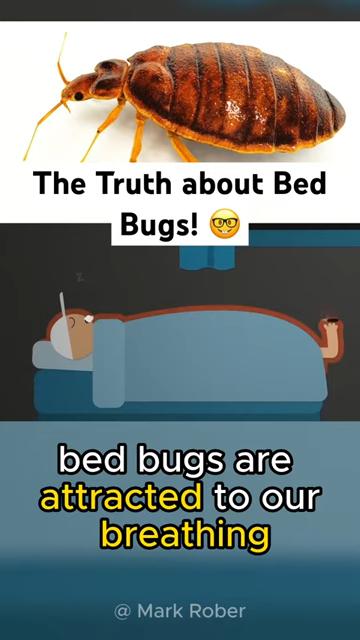 The Truth about Bed
Bugs! 🤓
z
bed bugs are
attracted to our
breathing
@ Mark Rober